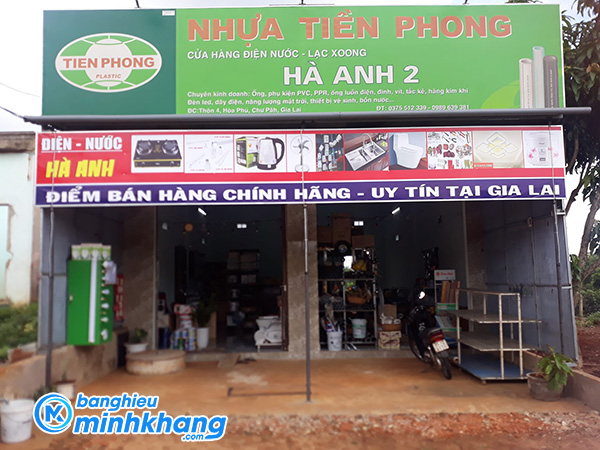 NHỰA TIỀN PHONG
TIEN PHONG
PLASTIC
CỬA HÀNG ĐIỆN NƯỚC - LẠC XOONG
HÀ ANH 2
Chuyên kinh doanh: Ống, phụ kiện PVC, PPR, ống luồn điện, đinh, vít, tắc kê, hàng kim khí
Đèn led, dây điện, năng lượng mặt trời, thiết bị vệ sinh, bồn nước...
ĐC: Thôn 4, Hòa Phú, Chư Păh, Gia Lai
ĐT: 0375 512 339 - 0989 639 381
ĐIỆN - NƯỚC
HÀ ANH
ĐIỂM BÁN HÀNG CHÍNH HÃNG - UY TÍN TẠI GIA LAI
banghieu
minhkhang.com